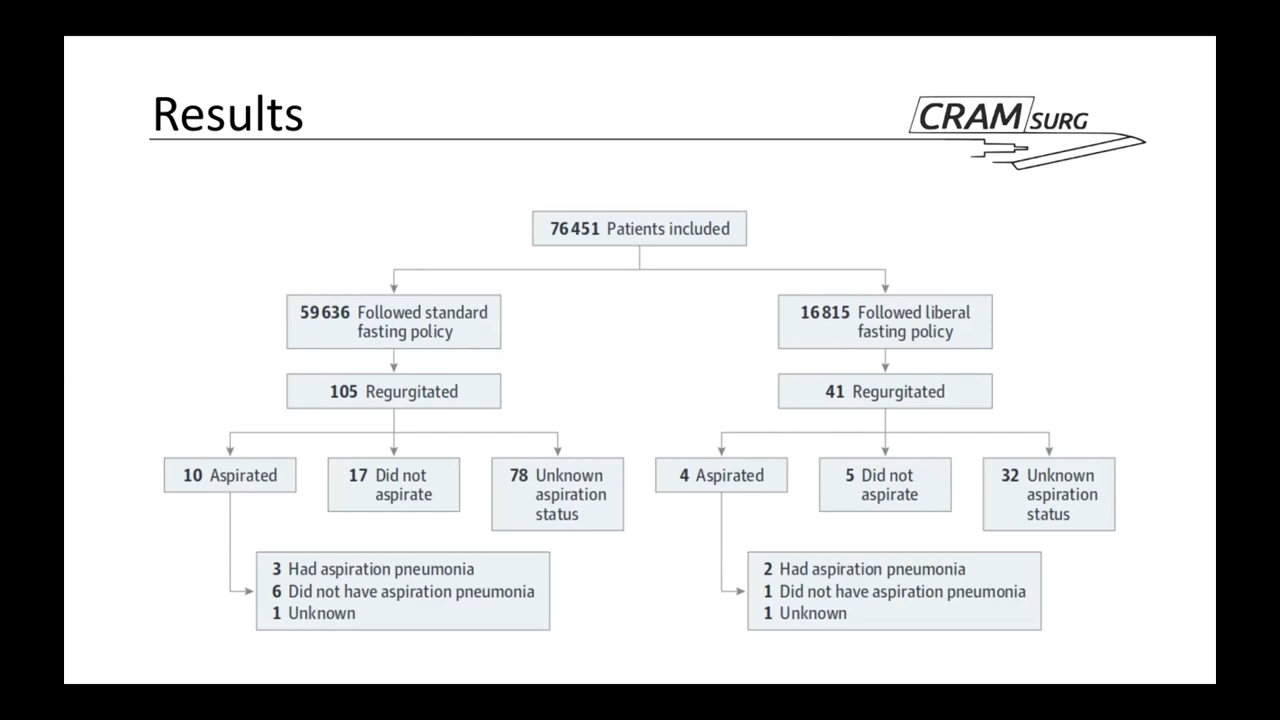 Results
CRAM SURG
76451 Patients included
59636 Followed standard
fasting policy
16815 Followed liberal
fasting policy
105 Regurgitated
41 Regurgitated
10 Aspirated
17 Did not
aspirate
78 Unknown
aspiration
status
4 Aspirated
5 Did not
aspirate
32 Unknown
aspiration
status
3 Had aspiration pneumonia
6 Did not have aspiration pneumonia
1 Unknown
2 Had aspiration pneumonia
1 Did not have aspiration pneumonia
1 Unknown